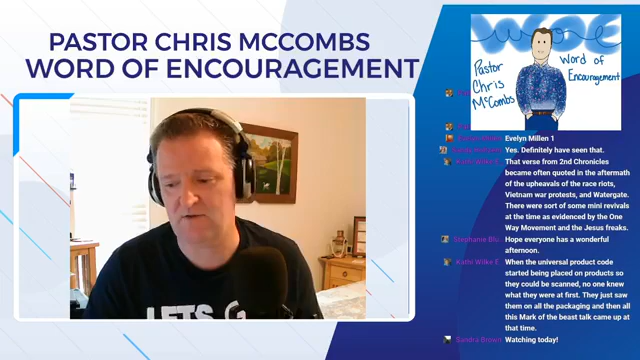 PASTOR CHRIS MCCOMBS
WORD OF ENCOURAGEMENT
WOE
Pastor
Chris
McCombs
Word of
Encouragement
Evelyn Millen 1
Yes. Definitely have seen that.
Kathi Wilke E
That verse from 2nd Chronicles
became often quoted in the aftermath
of the upheavals of the race riots,
Vietnam war protests, and Watergate.
There were sort of some mini revivals
at the time as evidenced by the One
Way Movement and the Jesus freaks.
Stephanie Blu...
Hope everyone has a wonderful
afternoon.
Kathi Wilke E
When the universal product code
started being placed on products so
they could be scanned, no one knew
what they were at first. They just saw
them on all the packaging and then all
this Mark of the beast talk came up at
that time.
Sandra Brown
Watching today!
LETS G